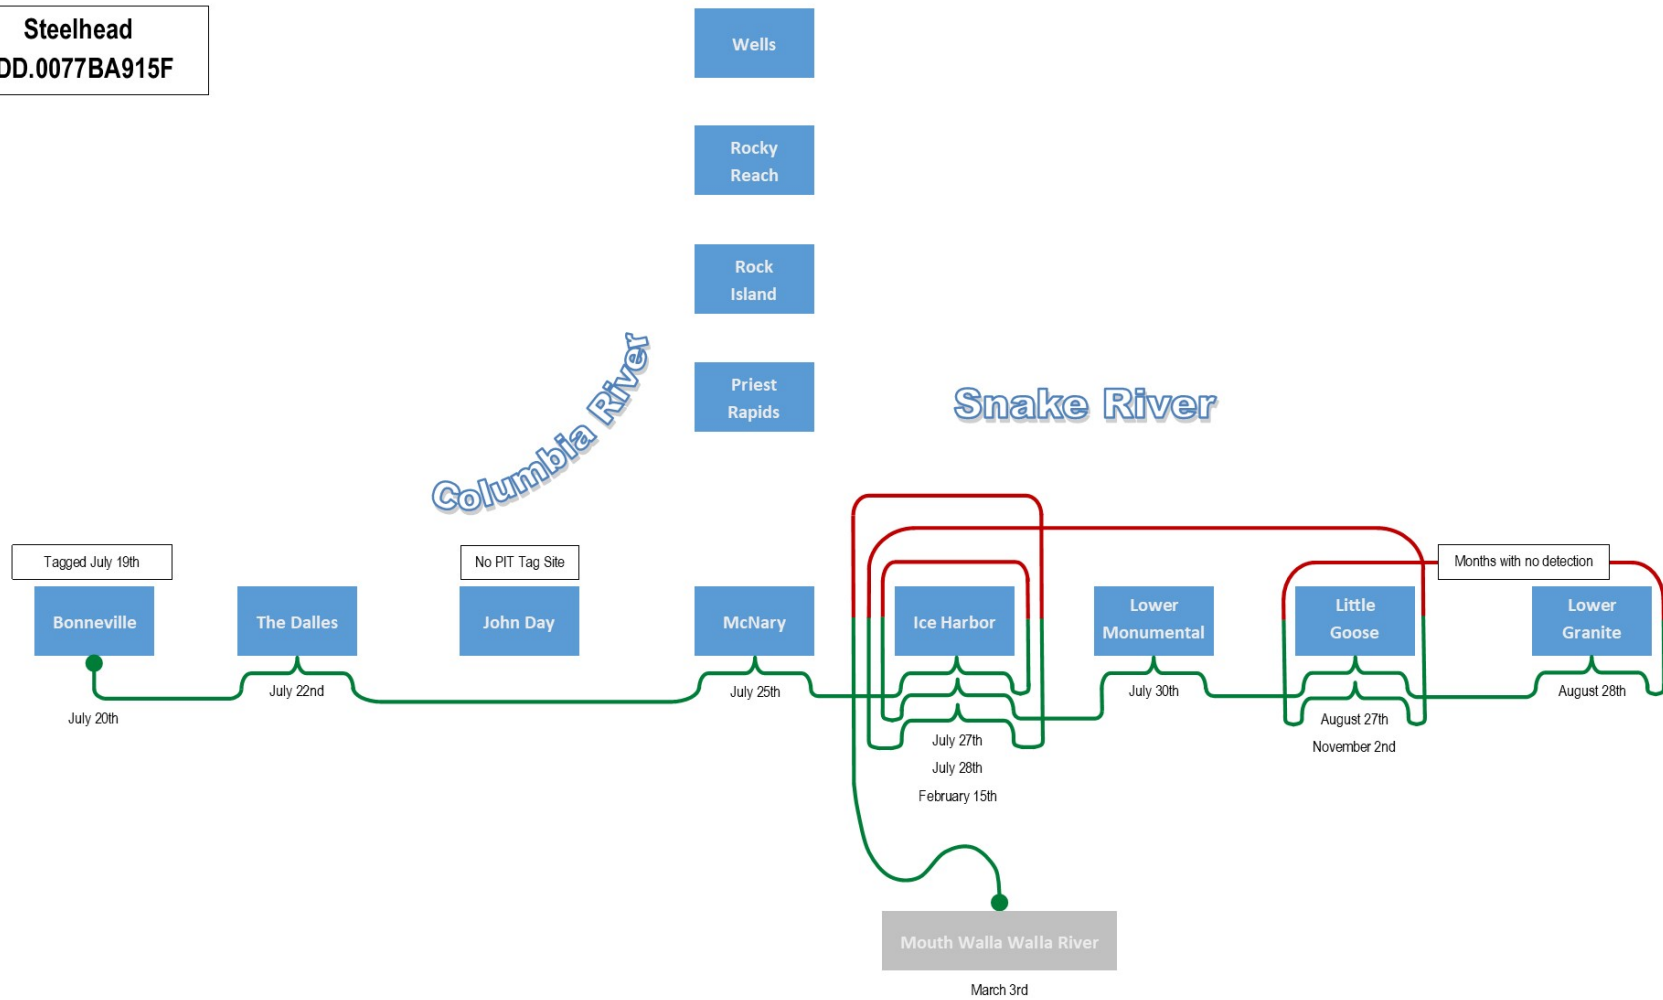 Steelhead
DD.0077BA915F
Wells
Rocky
Reach
Rock
Island
Priest
Rapids
Columbia River
Snake River
Tagged July 19th
No PIT Tag Site
Months with no detection
Bonneville
The Dalles
John Day
McNary
Ice Harbor
Lower
Monumental
Little
Goose
Lower
Granite
July 20th
July 22nd
July 25th
July 27th
July 28th
February 15th
July 30th
August 27th
November 2nd
August 28th
Mouth Walla Walla River
March 3rd